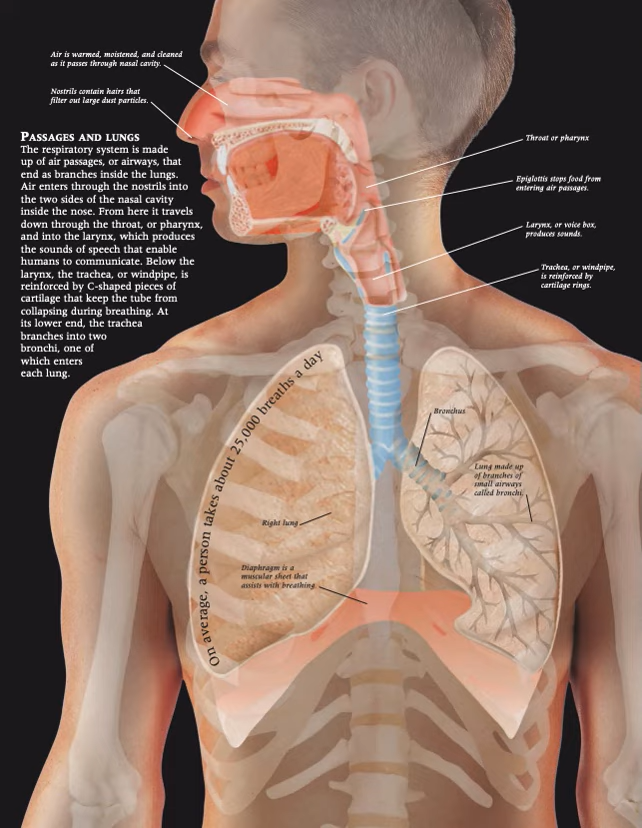 Air is warmed, moistened, and cleaned
as it passes through nasal cavity.
Nostrils contain hairs that
filter out large dust particles.
PASSAGES AND LUNGS
The respiratory system is made
up of air passages, or airways, that
end as branches inside the lungs.
Air enters through the nostrils into
the two sides of the nasal cavity
inside the nose. From here it travels
down through the throat, or pharynx,
and into the larynx, which produces
the sounds of speech that enable
humans to communicate. Below the
larynx, the trachea, or windpipe, is
reinforced by C-shaped pieces of
cartilage that keep the tube from
collapsing during breathing. At
its lower end, the trachea
branches into two
bronchi, one of
which enters
each lung.
Throat or pharynx
Epiglottis stops food from
entering air passages.
Larynx, or voice box,
produces sounds.
Trachea, or windpipe,
is reinforced by
cartilage rings.
On average, a person takes about 25,000 breaths a day
Bronchus
Lung made up
of branches of
small airways
called bronchi.
Right lung
Diaphragm is a
muscular sheet that
assists with breathing.